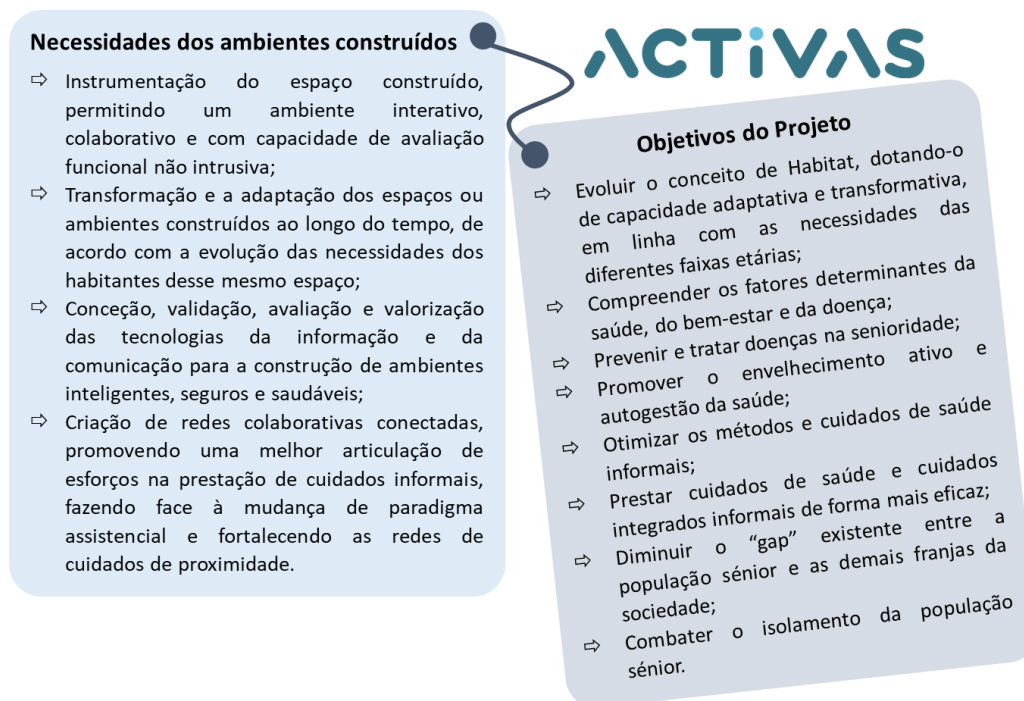 Necessidades dos ambientes construídos
⇨ Instrumentação do espaço construído,
permitindo um ambiente interativo,
colaborativo e com capacidade de avaliação
funcional não intrusiva;
⇨ Transformação e a adaptação dos espaços ou
ambientes construídos ao longo do tempo, de
acordo com a evolução das necessidades dos
habitantes desse mesmo espaço;
⇨ Conceção, validação, avaliação e valorização
das tecnologias da informação e da
comunicação para a construção de ambientes
inteligentes, seguros e saudáveis;
⇨ Criação de redes colaborativas conectadas,
promovendo uma melhor articulação de
esforços na prestação de cuidados informais,
fazendo face à mudança de paradigma
assistencial e fortalecendo as redes de
cuidados de proximidade.
ACTiVAS
Objetivos do Projeto
⇨ Evoluir o conceito de Habitat, dotando-o
de capacidade adaptativa e transformativa,
em linha com as necessidades das
diferentes faixas etárias;
⇨ Compreender os fatores determinantes da
saúde, do bem-estar e da doença;
⇨ Prevenir e tratar doenças na senioridade;
⇨ Promover o envelhecimento ativo e
autogestão da saúde;
⇨ Otimizar os métodos e cuidados de saúde
informais;
⇨ Prestar cuidados de saúde e cuidados
integrados informais de forma mais eficaz;
⇨ Diminuir o “gap” existente entre a
população sénior e as demais franjas da
sociedade;
⇨ Combater o isolamento da população
sénior.